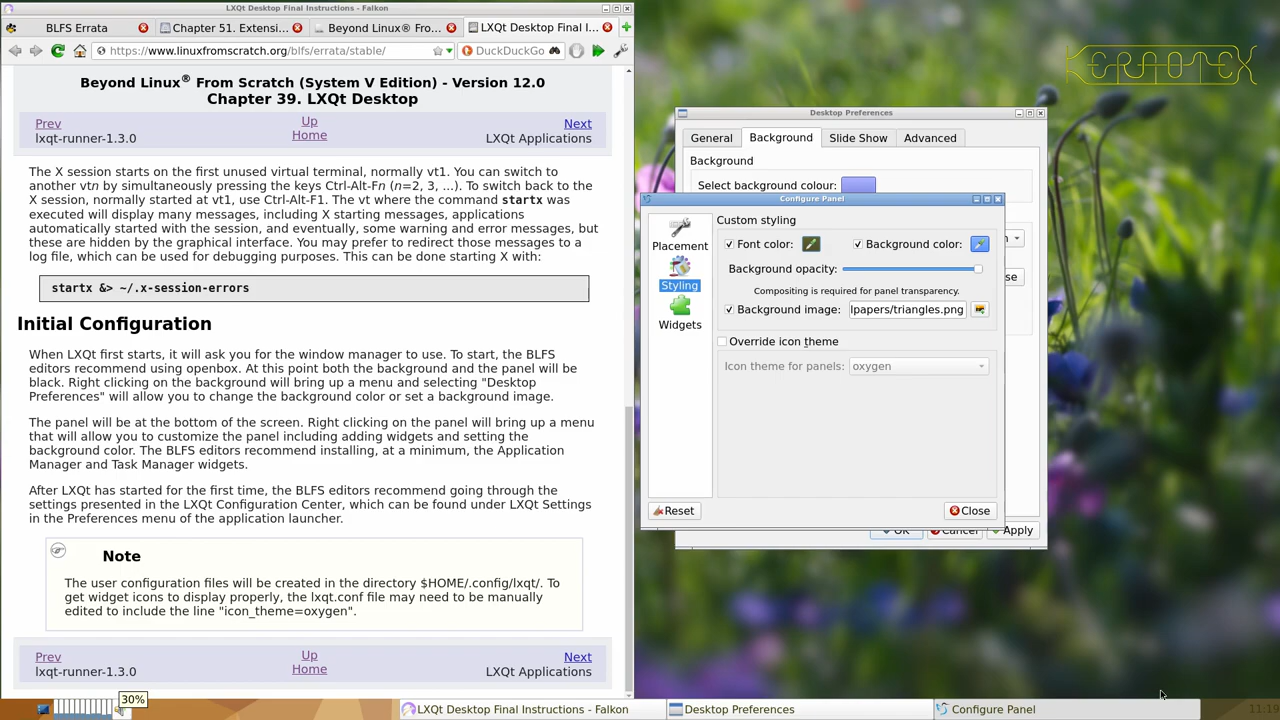 LXQt Desktop Final Instructions - Falkon
BLFS Errata
Chapter 51. Extensi...
Beyond Linux® Fro...
LXQt Desktop Final I...
https://www.linuxfromscratch.org/blfs/errata/stable/
DuckDuckGo
Beyond Linux® From Scratch (System V Edition) - Version 12.0
Chapter 39. LXQt Desktop
Prev
Up
Next
lxqt-runner-1.3.0
Home
LXQt Applications
The X session starts on the first unused virtual terminal, normally vt1. You can switch to
another vtn by simultaneously pressing the keys Ctrl-Alt-Fn (n=2, 3, ...). To switch back to the
X session, normally started at vt1, use Ctrl-Alt-F1. The vt where the command startx was
executed will display many messages, including X starting messages, applications
automatically started with the session, and eventually, some warning and error messages, but
these are hidden by the graphical interface. You may prefer to redirect those messages to a
log file, which can be used for debugging purposes. This can be done starting X with:
startx &> ~/.x-session-errors
Initial Configuration
When LXQt first starts, it will ask you for the window manager to use. To start, the BLFS
editors recommend using openbox. At this point both the background and the panel will be
black. Right clicking on the background will bring up a menu and selecting "Desktop
Preferences" will allow you to change the background color or set a background image.
The panel will be at the bottom of the screen. Right clicking on the panel will bring up a menu
that will allow you to customize the panel including adding widgets and setting the
background color. The BLFS editors recommend installing, at a minimum, the Application
Manager and Task Manager widgets.
After LXQt has started for the first time, the BLFS editors recommend going through the
settings presented in the LXQt Configuration Center, which can be found under LXQt Settings
in the Preferences menu of the application launcher.
Note
The user configuration files will be created in the directory $HOME/.config/lxqt/. To
get widget icons to display properly, the lxqt.conf file may need to be manually
edited to include the line "icon_theme=oxygen".
Prev
Up
Next
lxqt-runner-1.3.0
Home
LXQt Applications
KERAOTEX
Desktop Preferences
General
Background
Slide Show
Advanced
Background
Select background colour:
Configure Panel
Placement
Styling
Widgets
Custom styling
Font color:
Background color:
Background opacity:
Compositing is required for panel transparency.
Background image:
lpapers/triangles.png
Override icon theme
Icon theme for panels:
oxygen
Reset
Close
OK
Cancel
Apply
30%
LXQt Desktop Final Instructions - Falkon
Desktop Preferences
Configure Panel
11:19